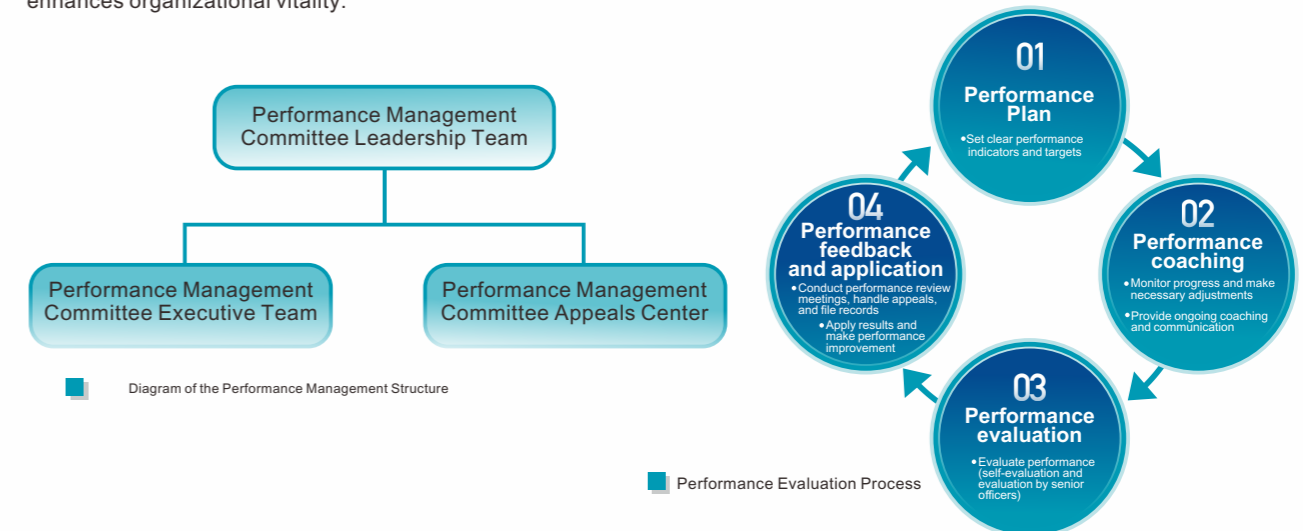 enhances organizational vitality.
Performance Management
Committee Leadership Team
Performance Management
Committee Executive Team
Performance Management
Committee Appeals Center
Diagram of the Performance Management Structure
01
Performance
Plan
•Set clear performance
indicators and targets
02
Performance
coaching
•Monitor progress and make
necessary adjustments
•Provide ongoing coaching
and communication
03
Performance
evaluation
•Evaluate performance
(self-evaluation and
evaluation by senior
officers)
04
Performance
feedback
and application
•Conduct performance review
meetings, handle appeals,
and file records
•Apply results and
make performance
improvement
Performance Evaluation Process